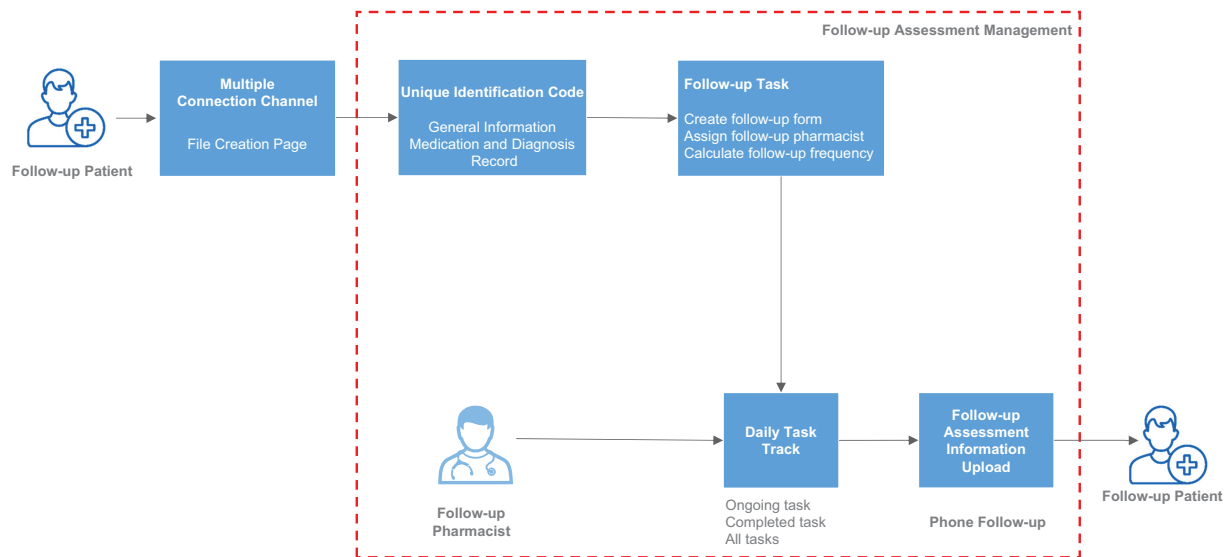 Follow-up Assessment Management
Follow-up Patient
Multiple
Connection Channel
File Creation Page
Unique Identification Code
General Information
Medication and Diagnosis
Record
Follow-up Task
Create follow-up form
Assign follow-up pharmacist
Calculate follow-up frequency
Follow-up
Pharmacist
Daily Task
Track
Ongoing task
Completed task
All tasks
Follow-up
Assessment
Information
Upload
Phone Follow-up
Follow-up Patient